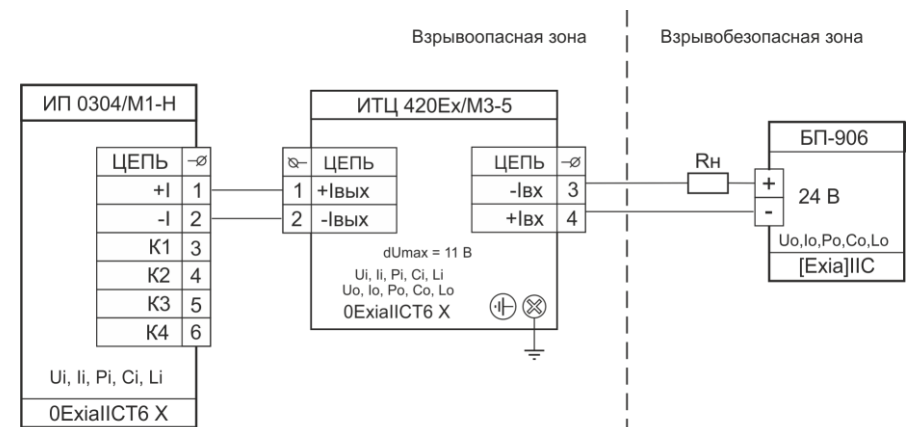 Взрывоопасная зона
Взрывобезопасная зона
ИП 0304/М1-Н
ЦЕПЬ
+I 1
-I 2
К1 3
К2 4
К3 5
К4 6
Ui, Ii, Pi, Ci, Li
0ExiaIICT6 X
ИТЦ 420Ex/М3-5
ЦЕПЬ
1 +Iвых
2 -Iвых
ЦЕПЬ
-Iвх 3
+Iвх 4
dUmax = 11 В
Ui, Ii, Pi, Ci, Li
Uo, Io, Po, Co, Lo
0ExiaIICT6 X
Rн
БП-906
+
-
24 В
Uo,Io,Po,Co,Lo
[Exia]IIC